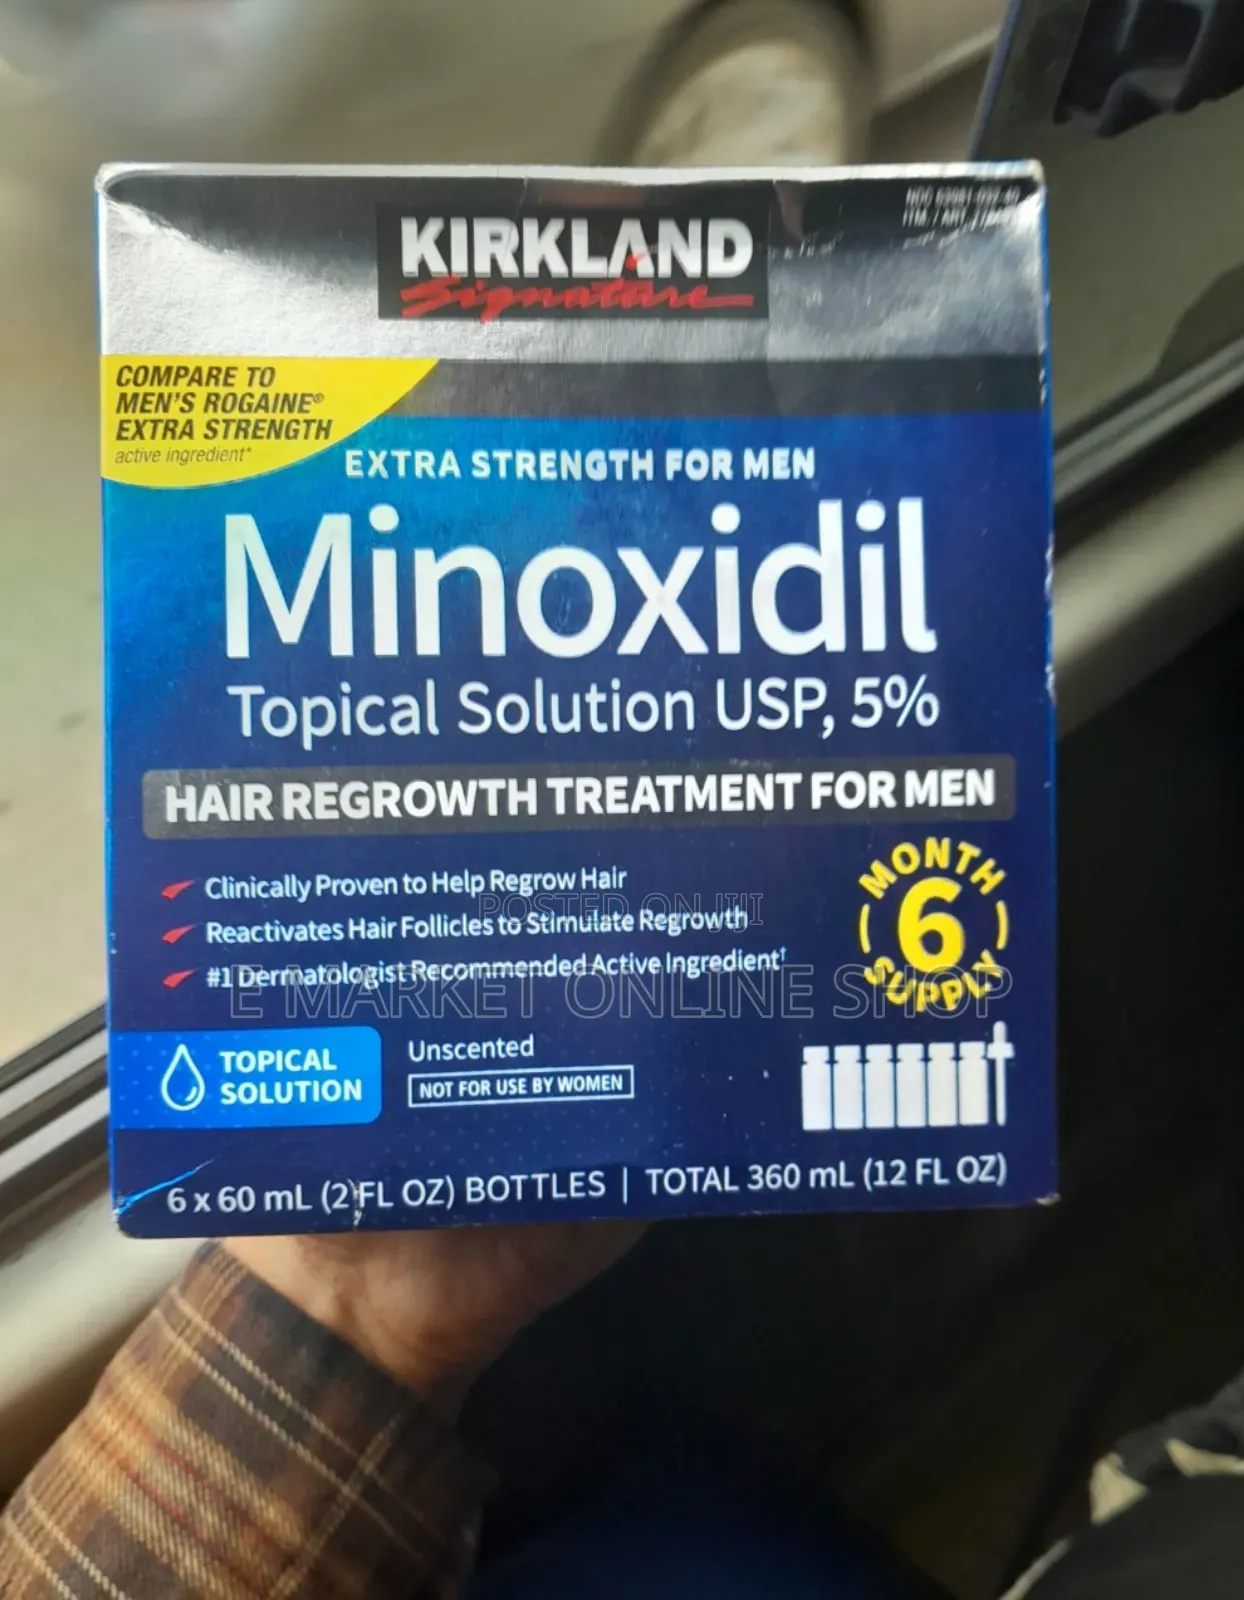 KIRKLAND
Signature
COMPARE TO
MEN'S ROGAINE®
EXTRA STRENGTH
active ingredient*
EXTRA STRENGTH FOR MEN
Minoxidil
Topical Solution USP, 5%
HAIR REGROWTH TREATMENT FOR MEN
Clinically Proven to Help Regrow Hair
Reactivates Hair Follicles to Stimulate Regrowth
#1 Dermatologist Recommended Active Ingredient†
MONTH
6
SUPPLY
POSTED ON JIJI
E MARKET ONLINE SHOP
TOPICAL
SOLUTION
Unscented
NOT FOR USE BY WOMEN
6 x 60 mL (2 FL OZ) BOTTLES | TOTAL 360 mL (12 FL OZ)